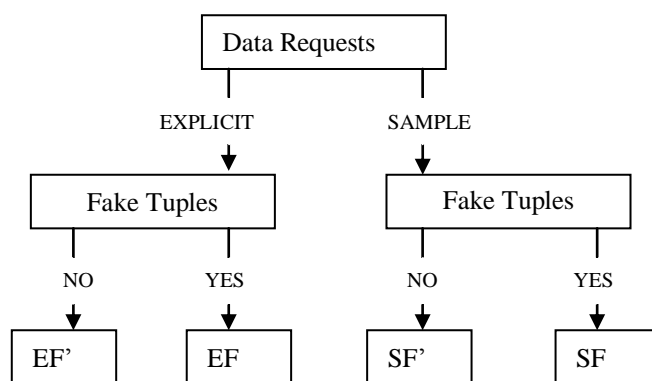 Data Requests
EXPLICIT SAMPLE
Fake Tuples Fake Tuples
NO YES NO YES
EF’ EF SF’ SF